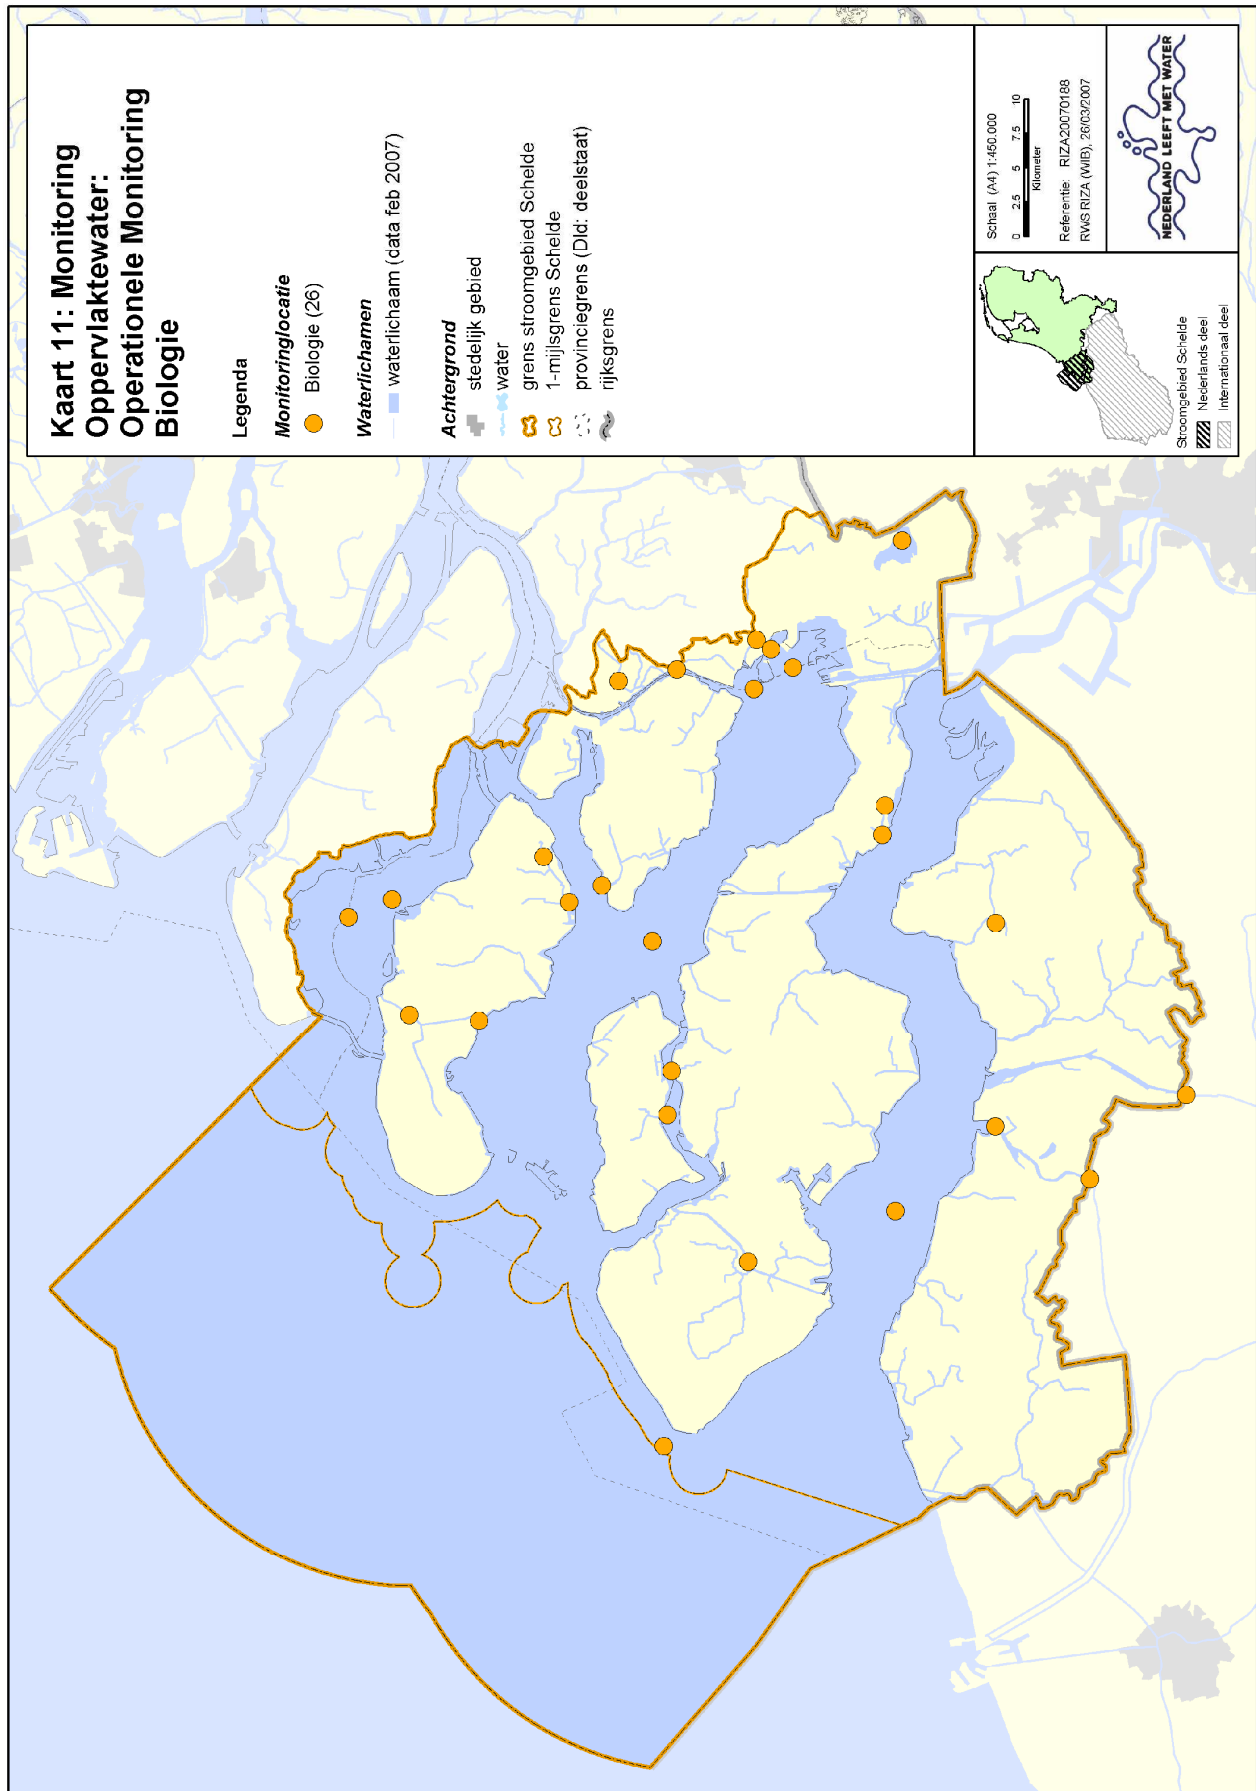 Kaart 11: Monitoring
Oppervlaktewater:
Operationele Monitoring
Biologie
Legenda
Monitoringlocatie
Biologie (26)
Waterlichamen
waterlichaam (data feb 2007)
Achtergrond
stedelijk gebied
water
grens stroomgebied Schelde
1-mijlsgrens Schelde
provinciegrens (Dld: deelstaat)
rijksgrens
Stroomgebied Schelde
Nederlands deel
Internationaal deel
Schaal (A4) 1:450.000
0 2.5 5 7.5 10
Kilometer
Referentie: RIZA20070188
RWS RIZA (WIB), 26/03/2007
NEDERLAND LEEFT MET WATER